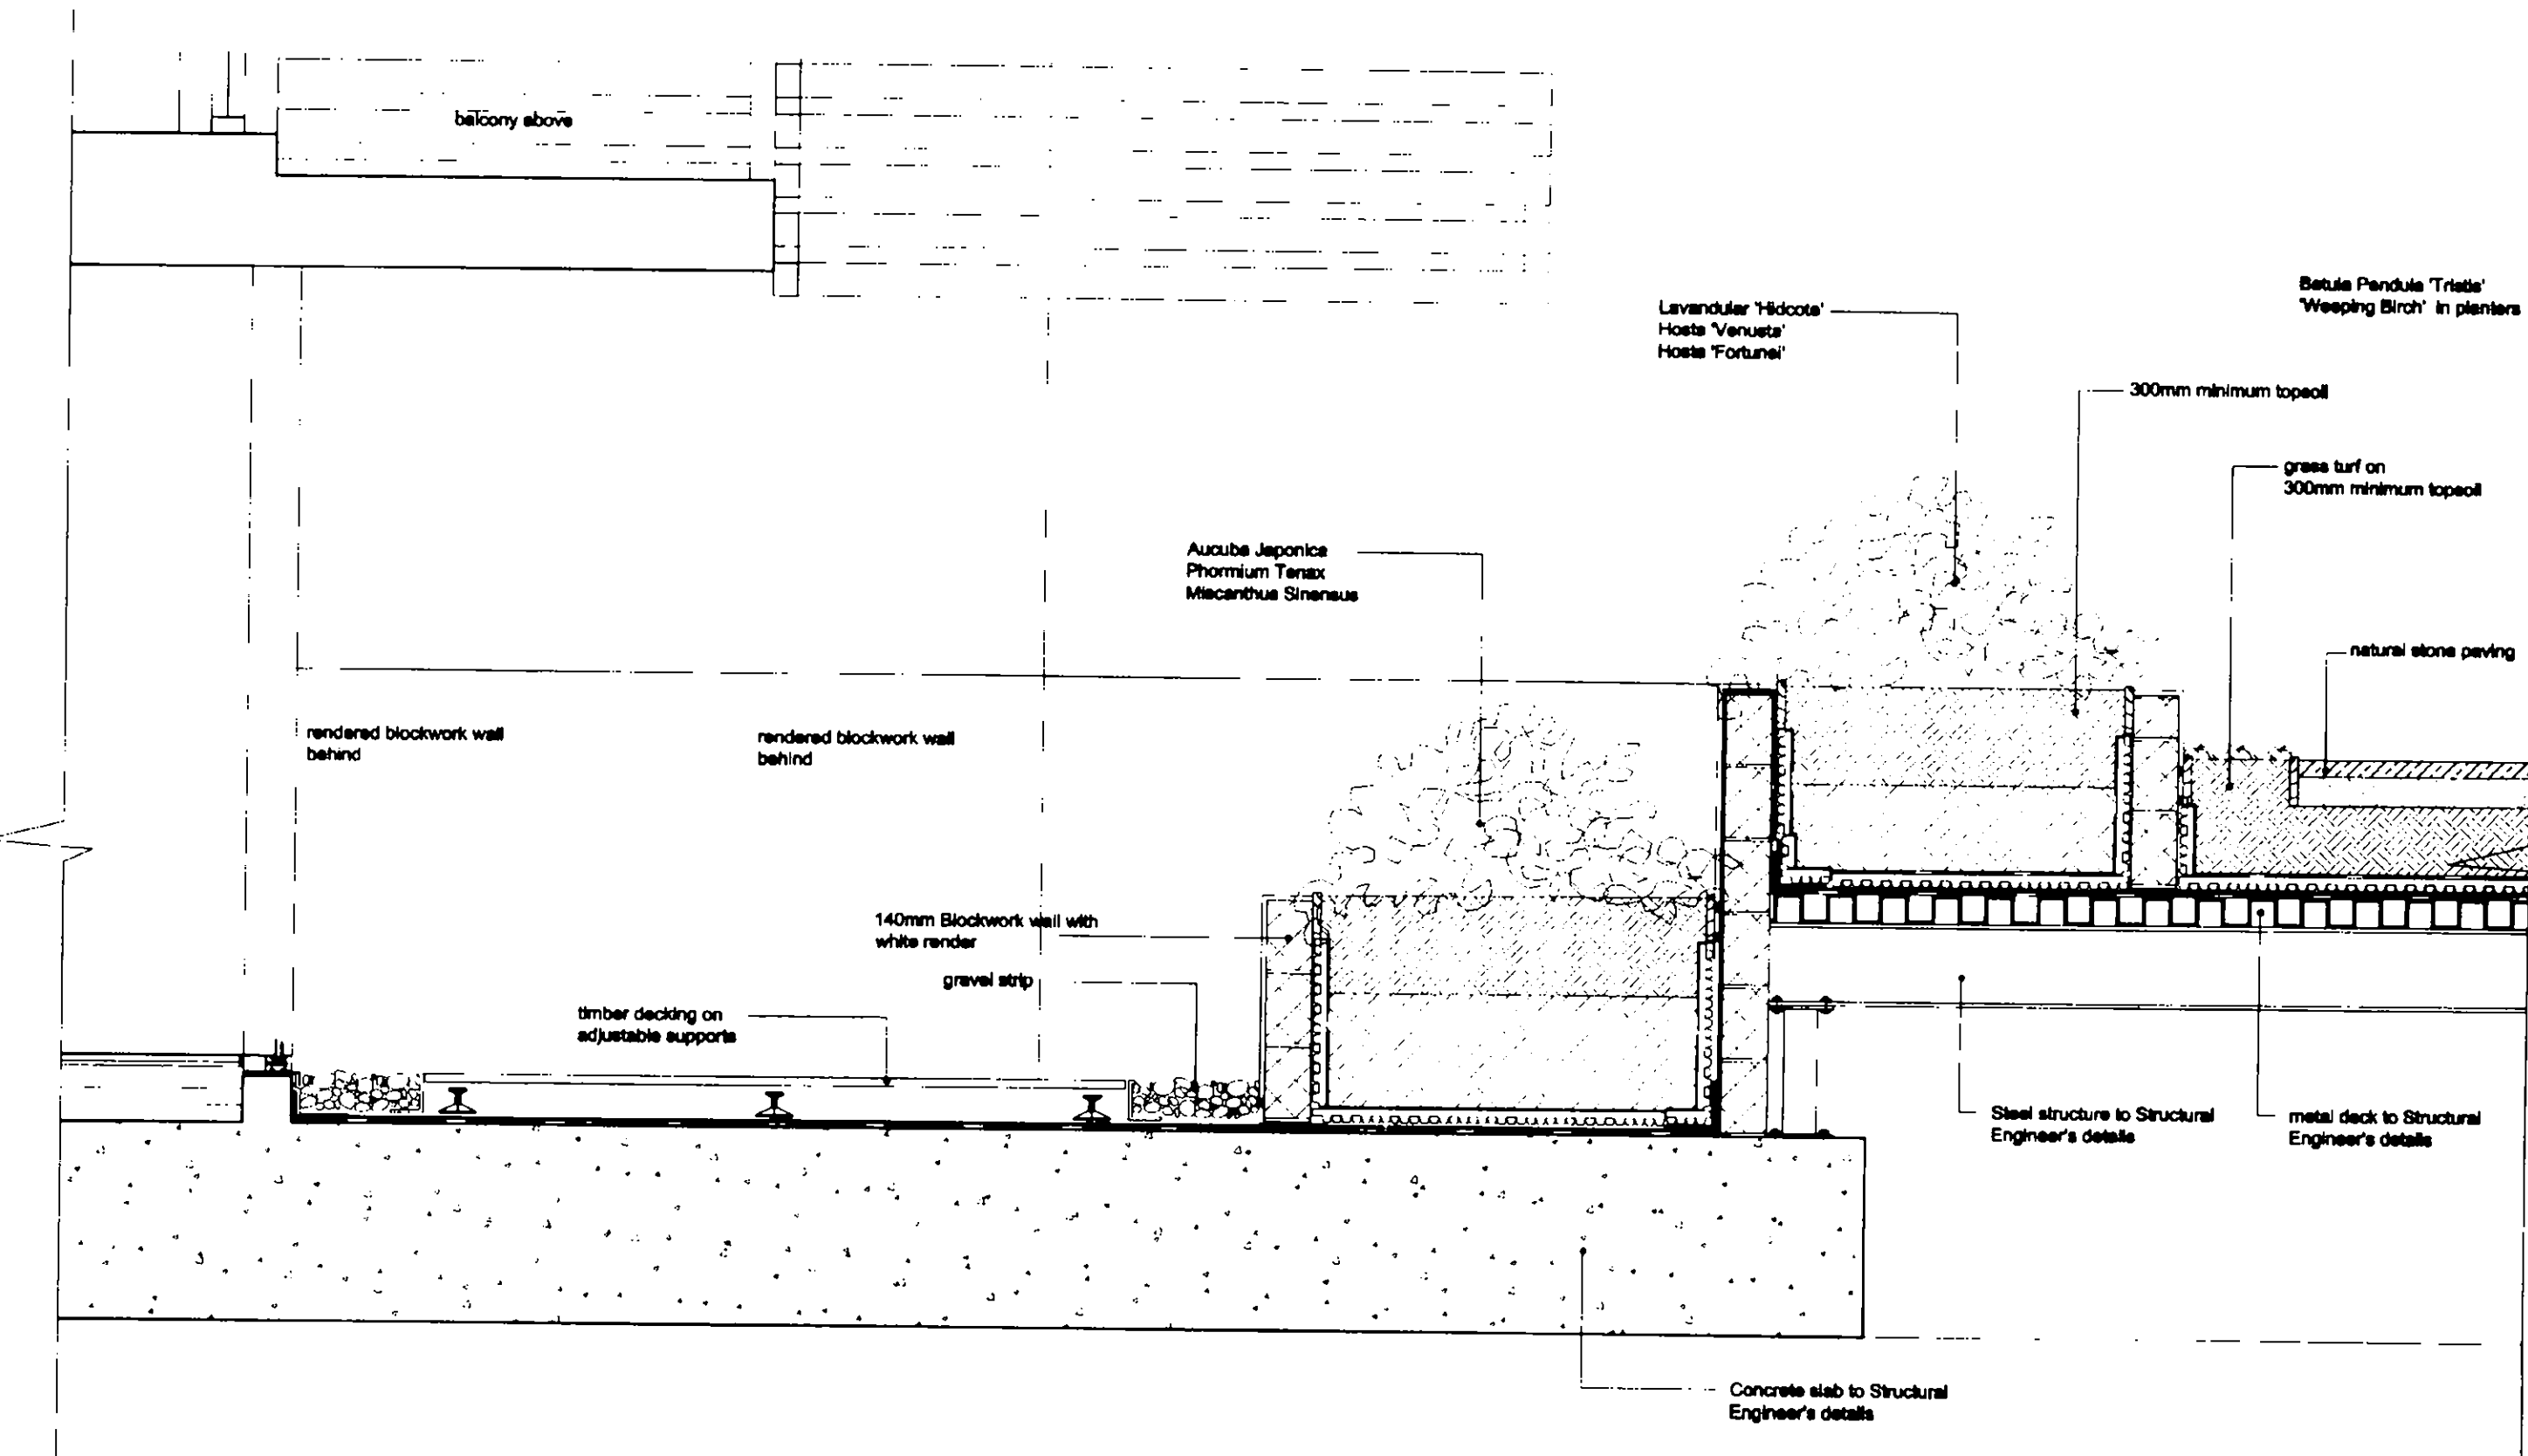 balcony above
Betula Pendula 'Tristis'
'Weeping Birch' in planters
Lavandular 'Hidcote'
Hosta 'Venusta'
Hosta 'Fortunei'
300mm minimum topsoil
grass turf on
300mm minimum topsoil
Aucuba Japonica
Phormium Tenax
Miscanthus Sinensus
natural stone paving
rendered blockwork wall
behind
rendered blockwork wall
behind
140mm Blockwork wall with
white render
gravel strip
timber decking on
adjustable supports
Steel structure to Structural
Engineer's details
metal deck to Structural
Engineer's details
Concrete slab to Structural
Engineer's details